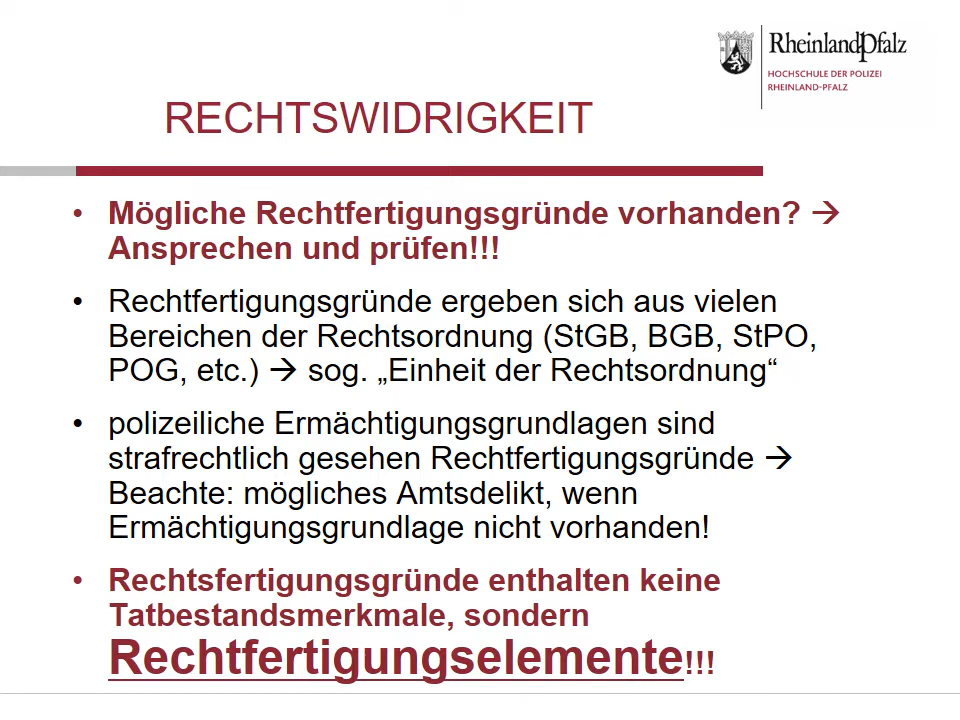 RheinlandPfalz
HOCHSCHULE DER POLIZEI
RHEINLAND-PFALZ
RECHTSWIDRIGKEIT
• Mögliche Rechtfertigungsgründe vorhanden? →
Ansprechen und prüfen!!!
• Rechtfertigungsgründe ergeben sich aus vielen
Bereichen der Rechtsordnung (StGB, BGB, StPO,
POG, etc.) → sog. „Einheit der Rechtsordnung“
• polizeiliche Ermächtigungsgrundlagen sind
strafrechtlich gesehen Rechtfertigungsgründe →
Beachte: mögliches Amtsdelikt, wenn
Ermächtigungsgrundlage nicht vorhanden!
• Rechtsfertigungsgründe enthalten keine
Tatbestandsmerkmale, sondern
Rechtfertigungselemente!!!